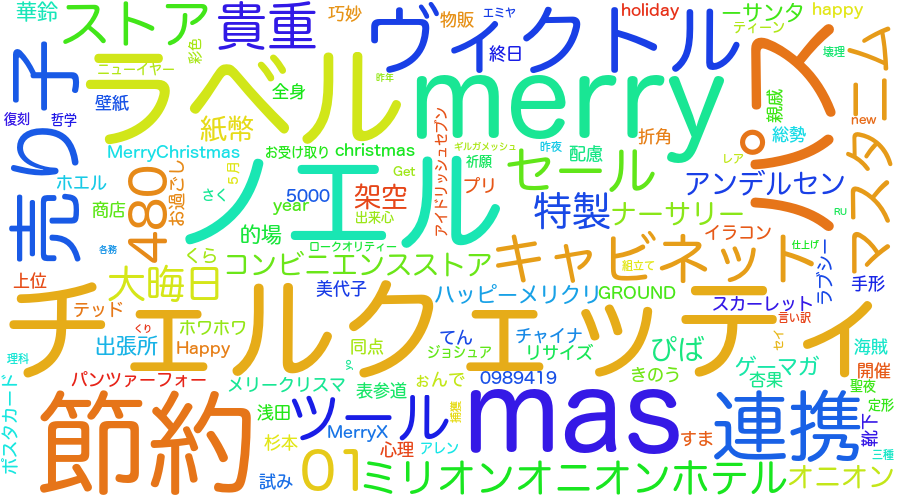 華鈴
ストア
貴重
巧妙
物販
エミヤ
ヴィクトル
holiday
ーサンタ
happy
ティーン
終日
パス
マスタニム
壊理
売り子
ニューイヤー
彩色
ラベル
昨年
全身
merry
親戚
new
復刻
哲学
壁紙
紙幣
お受け取り
christmas
アイドリッシュセブン
ギルガメッシュ
昨夜
折角
総勢
MerryChristmas
お過ごし
5月
祈願
配慮
レア
ホエル
480
ノエル
Get
プリ
セール
アンデルセン
さく
5000
year
架空
出来心
特製
ナーサリー
RU
商店
的場
イラコン
ロークオリティー
各務
くら
コンビニエンスストア
キャビネット
組立て
仕上げ
ア
ラプシー
上位
大晦日
美代子
ハッピーメリクリ
GROUND
スカーレット
手形
テッド
チェルクェッティ
言い訳
くり
ホワホワ
てん
チャイナ
出張所
Happy
同点
ジョシュア
リサイズ
ぴば
セイ
海賊
理科
ゲーマガ
開催
パンツァーフォー
メリークリスマ
表参道
ぉんで
0989419
きのう
杏果
聖夜
ポスタカード
節約
浅田
ツール
捕獲
mas
連携
定形
靴下
杉本
MerryX
心理
アレン
すま
三種
試み
01
ミリオンオニオンホテル
オニオン